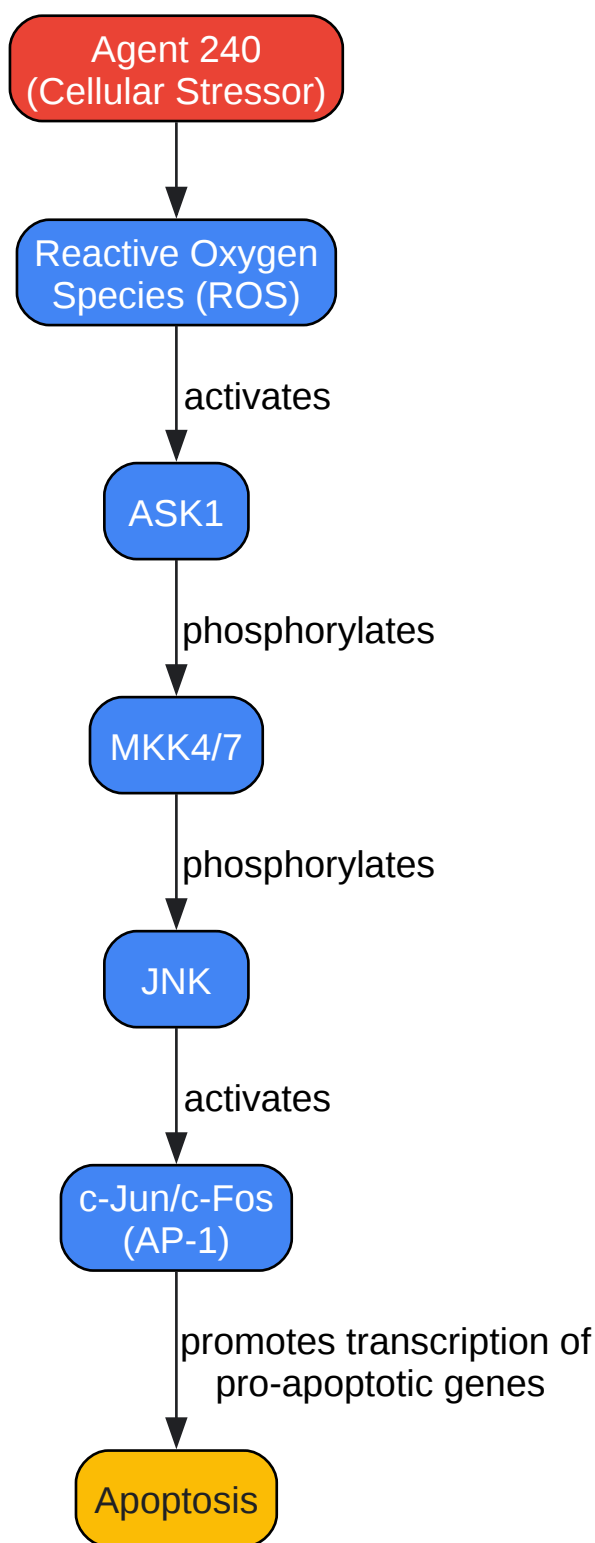 Agent 240
(Cellular Stressor)
Reactive Oxygen
Species (ROS)
activates
ASK1
phosphorylates
MKK4/7
phosphorylates
JNK
activates
c-Jun/c-Fos
(AP-1)
promotes transcription of
pro-apoptotic genes
Apoptosis